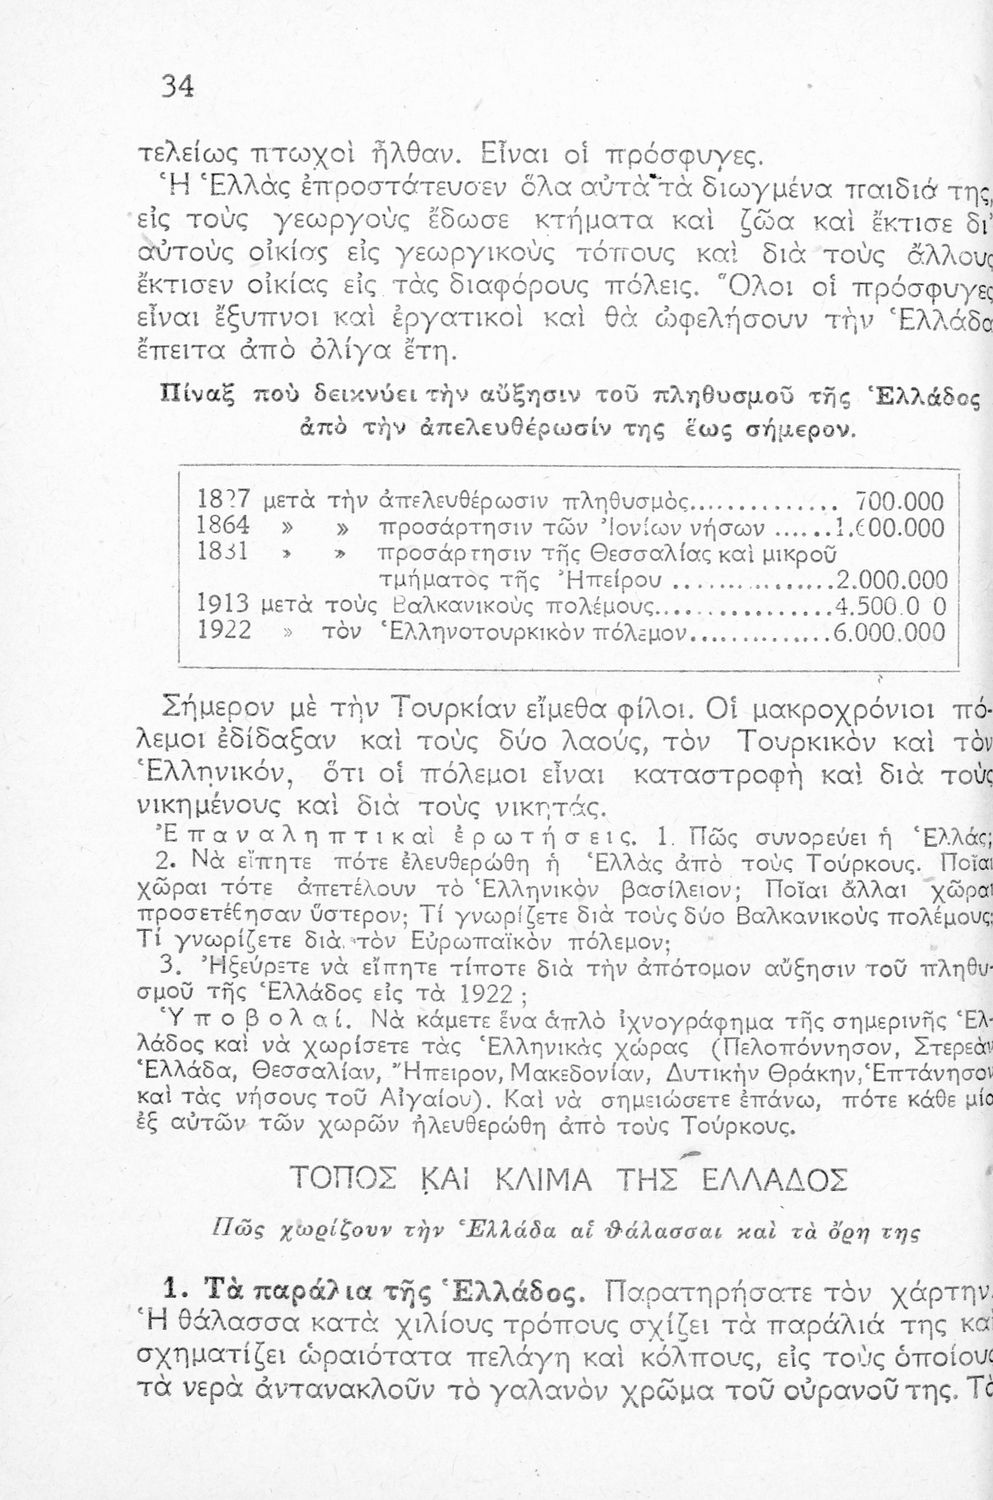 34
τελείως πτωχοὶ ἦλθαν. Εἶναι οἱ πρόσφυγες.
Ἡ Ἑλλὰς ἐπροστάτευσεν ὅλα αὐτὰ τὰ διωγμένα παιδιά της,
εἰς τοὺς γεωργοὺς ἔδωσε κτήματα καὶ ζῶα καὶ ἔκτισε δι'
αὐτοὺς οἰκίας εἰς γεωργικοὺς τόπους καὶ διὰ τοὺς ἄλλους
ἔκτισεν οἰκίας εἰς τὰς διαφόρους πόλεις. Ὅλοι οἱ πρόσφυγες
εἶναι ἔξυπνοι καὶ ἐργατικοὶ καὶ θὰ ὠφελήσουν τὴν Ἑλλάδα
ἔπειτα ἀπὸ ὀλίγα ἔτη.
Πίναξ ποὺ δεικνύει τὴν αὔξησιν τοῦ πληθυσμοῦ τῆς Ἑλλάδος
ἀπὸ τὴν ἀπελευθέρωσίν της ἕως σήμερον.
1827 μετὰ τὴν ἀπελευθέρωσιν πληθυσμὸς.............. 700.000
1864 » » προσάρτησιν τῶν Ἰονίων νήσων ......1.600.000
1881 » » προσάρτησιν τῆς Θεσσαλίας καὶ μικροῦ
τμήματος τῆς Ἠπείρου ................2.000.000
1913 μετὰ τοὺς Βαλκανικοὺς πολέμους................4.500.0 0
1922 » τὸν Ἑλληνοτουρκικὸν πόλεμον..............6.000.000
Σήμερον μὲ τὴν Τουρκίαν εἴμεθα φίλοι. Οἱ μακροχρόνιοι πό-
λεμοι ἐδίδαξαν καὶ τοὺς δύο λαούς, τὸν Τουρκικὸν καὶ τὸν
Ἑλληνικόν, ὅτι οἱ πόλεμοι εἶναι καταστροφὴ καὶ διὰ τοὺς
νικημένους καὶ διὰ τοὺς νικητάς.
Ἐπαναληπτικαὶ ἐρωτήσεις. 1. Πῶς συνορεύει ἡ Ἑλλάς;
2. Νὰ εἴπητε πότε ἐλευθερώθη ἡ Ἑλλὰς ἀπὸ τοὺς Τούρκους. Ποῖαι
χῶραι τότε ἀπετέλουν τὸ Ἑλληνικὸν βασίλειον; Ποῖαι ἄλλαι χῶραι
προσετέθησαν ὕστερον; Τί γνωρίζετε διὰ τοὺς δύο Βαλκανικοὺς πολέμους;
Τί γνωρίζετε διὰ τὸν Εὐρωπαϊκὸν πόλεμον;
3. Ἠξεύρετε νὰ εἴπητε τίποτε διὰ τὴν ἀπότομον αὔξησιν τοῦ πληθυ-
σμοῦ τῆς Ἑλλάδος εἰς τὰ 1922 ;
Ὑποβολαί. Νὰ κάμετε ἕνα ἁπλὸ ἰχνογράφημα τῆς σημερινῆς Ἑλ-
λάδος καὶ νὰ χωρίσετε τὰς Ἑλληνικὰς χώρας (Πελοπόννησον, Στερεὰν
Ἑλλάδα, Θεσσαλίαν, Ἤπειρον, Μακεδονίαν, Δυτικὴν Θράκην, Ἑπτάνησον
καὶ τὰς νήσους τοῦ Αἰγαίου). Καὶ νὰ σημειώσετε ἐπάνω, πότε κάθε μία
ἐξ αὐτῶν τῶν χωρῶν ἠλευθερώθη ἀπὸ τοὺς Τούρκους.
ΤΟΠΟΣ ΚΑΙ ΚΛΙΜΑ ΤΗΣ ΕΛΛΑΔΟΣ
Πῶς χωρίζουν τὴν Ἑλλάδα αἱ θάλασσαι καὶ τὰ ὄρη της
1. Τὰ παράλια τῆς Ἑλλάδος. Παρατηρήσατε τὸν χάρτην.
Ἡ θάλασσα κατὰ χιλίους τρόπους σχίζει τὰ παράλιά της καὶ
σχηματίζει ὡραιότατα πελάγη καὶ κόλπους, εἰς τοὺς ὁποίους
τὰ νερὰ ἀντανακλοῦν τὸ γαλανὸν χρῶμα τοῦ οὐρανοῦ της. Τὰ